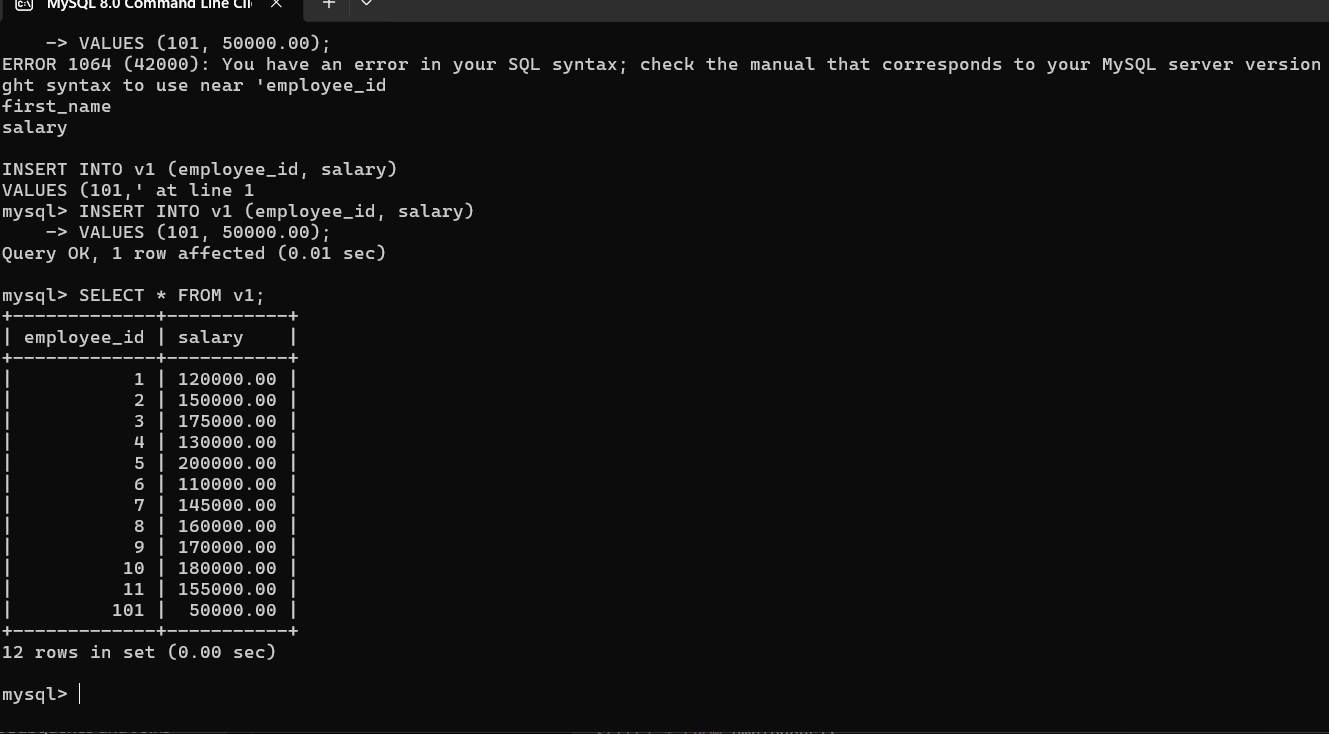 MySQL 8.0 Command Line Cli
    -> VALUES (101, 50000.00);
ERROR 1064 (42000): You have an error in your SQL syntax; check the manual that corresponds to your MySQL server version
ght syntax to use near 'employee_id
first_name
salary
INSERT INTO v1 (employee_id, salary)
VALUES (101,' at line 1
mysql> INSERT INTO v1 (employee_id, salary)
    -> VALUES (101, 50000.00);
Query OK, 1 row affected (0.01 sec)
mysql> SELECT * FROM v1;
+-------------+-----------+
| employee_id | salary    |
+-------------+-----------+
|           1 | 120000.00 |
|           2 | 150000.00 |
|           3 | 175000.00 |
|           4 | 130000.00 |
|           5 | 200000.00 |
|           6 | 110000.00 |
|           7 | 145000.00 |
|           8 | 160000.00 |
|           9 | 170000.00 |
|          10 | 180000.00 |
|          11 | 155000.00 |
|         101 |  50000.00 |
+-------------+-----------+
12 rows in set (0.00 sec)
mysql>